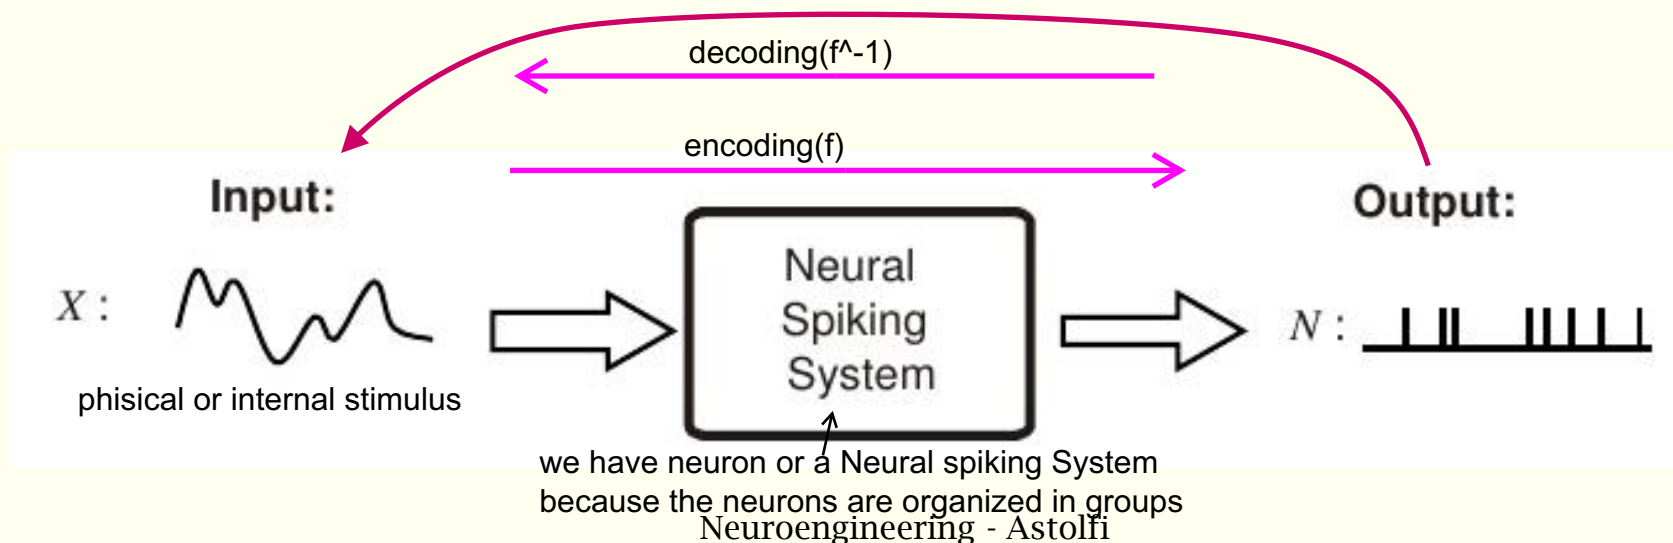 decoding(f^-1)
encoding(f)
Input:
Output:
X :
Neural
Spiking
System
N :
phisical or internal stimulus
we have neuron or a Neural spiking System
because the neurons are organized in groups
Neuroengineering - Astolfi